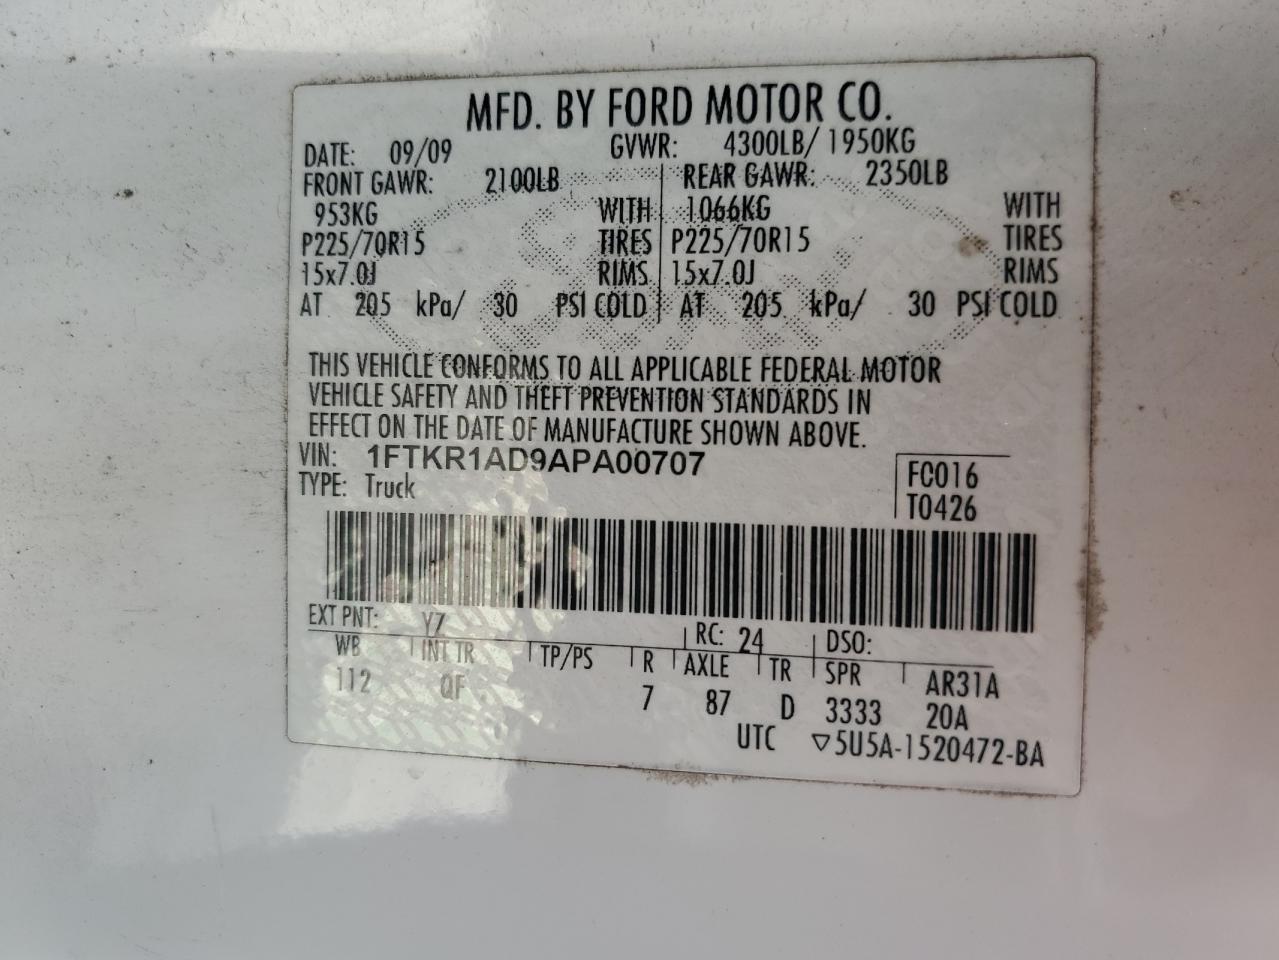 MFD. BY FORD MOTOR CO.
DATE: 09/09 GVWR: 4300LB/ 1950KG
FRONT GAWR: 2100LB REAR GAWR: 2350LB
953KG WITH 1066KG WITH
P225/70R15 TIRES P225/70R15 TIRES
15x7.0J RIMS 15x7.0J RIMS
AT 205 kPa/ 30 PSI COLD AT 205 kPa/ 30 PSI COLD
THIS VEHICLE CONFORMS TO ALL APPLICABLE FEDERAL MOTOR
VEHICLE SAFETY AND THEFT PREVENTION STANDARDS IN
EFFECT ON THE DATE OF MANUFACTURE SHOWN ABOVE.
VIN: 1FTKR1AD9APA00707 FC016
TYPE: Truck T0426
EXT PNT: YZ RC: 24 DSO:
WB INT TR TP/PS R AXLE TR SPR AR31A
112 QF 7 87 D 3333 20A
UTC ▽5U5A-1520472-BA